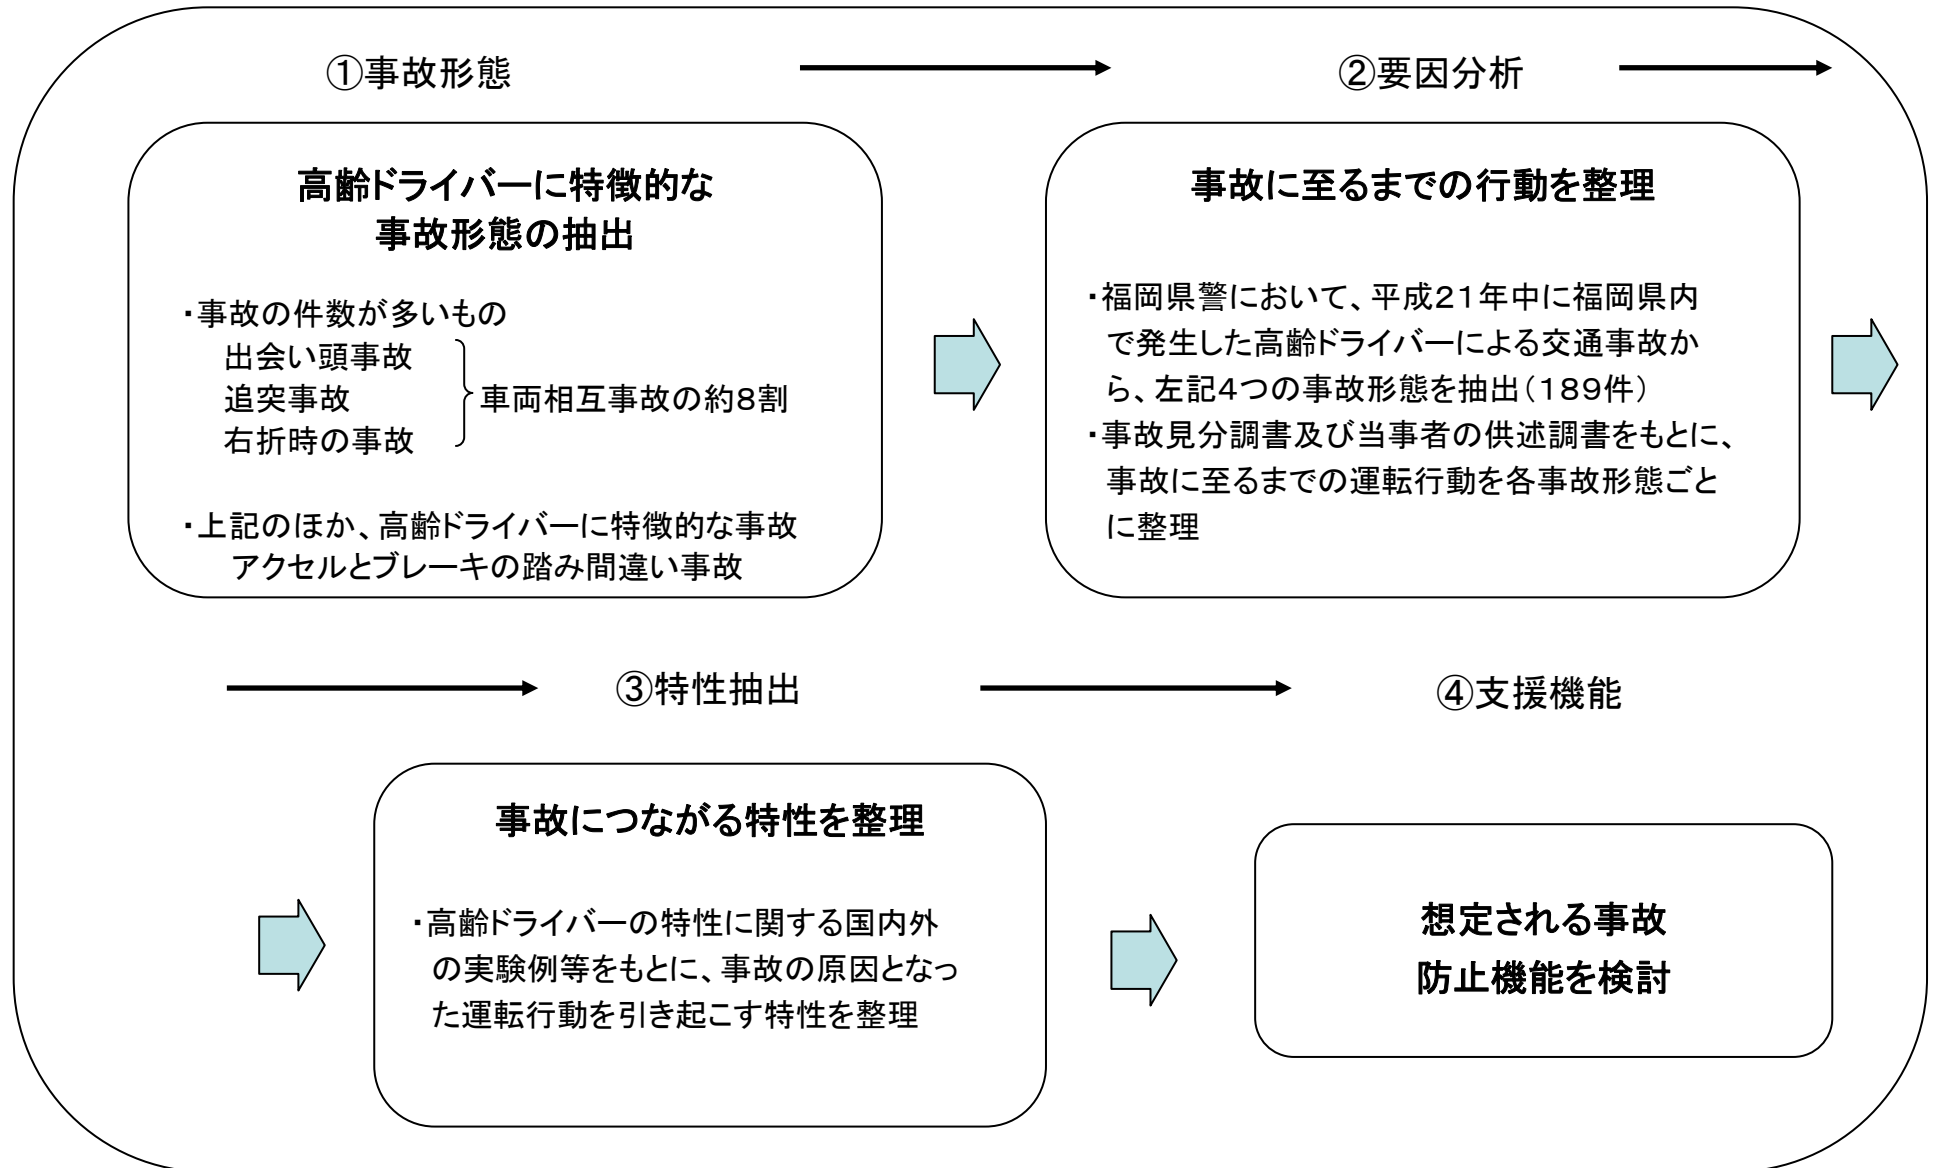 ①事故形態
②要因分析
高齢ドライバーに特徴的な
事故形態の抽出
・事故の件数が多いもの
出会い頭事故
追突事故
右折時の事故
車両相互事故の約8割
・上記のほか、高齢ドライバーに特徴的な事故
アクセルとブレーキの踏み間違い事故
事故に至るまでの行動を整理
・福岡県警において、平成21年中に福岡県内
で発生した高齢ドライバーによる交通事故か
ら、左記4つの事故形態を抽出(189件)
・事故見分調書及び当事者の供述調書をもとに、
事故に至るまでの運転行動を各事故形態ごと
に整理
③特性抽出
④支援機能
事故につながる特性を整理
・高齢ドライバーの特性に関する国内外
の実験例等をもとに、事故の原因となっ
た運転行動を引き起こす特性を整理
想定される事故
防止機能を検討